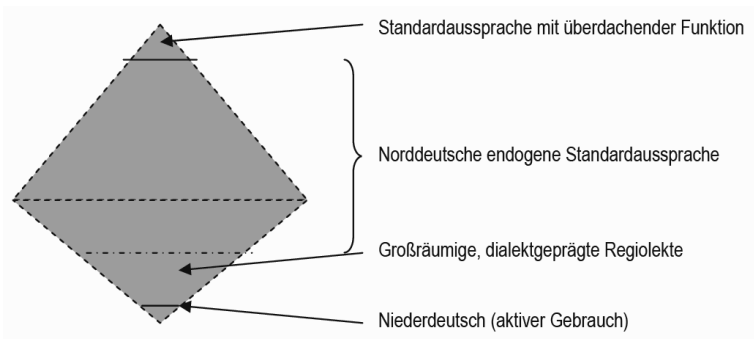 Standardaussprache mit überdachender Funktion
Norddeutsche endogene Standardaussprache
Großräumige, dialektgeprägte Regiolekte
Niederdeutsch (aktiver Gebrauch)